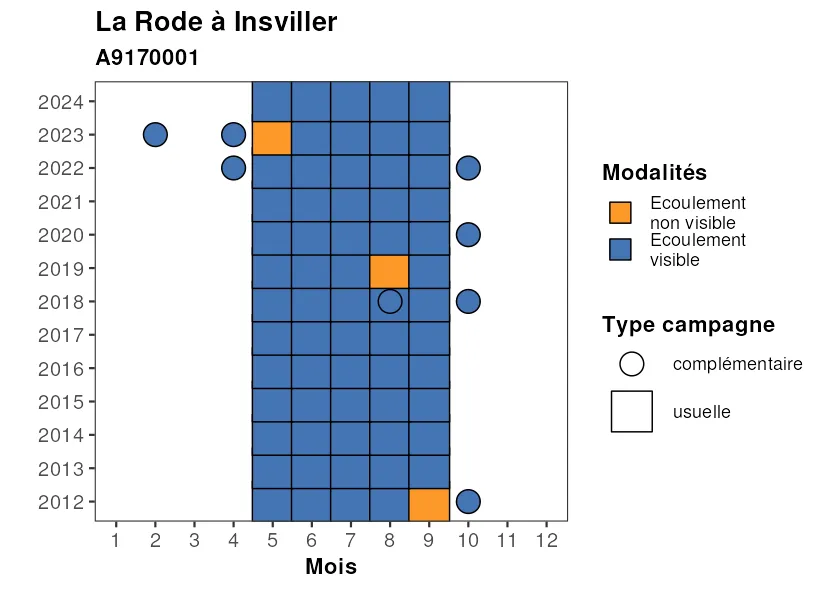 La Rode à Insviller
A9170001
2024
2023
2022
2021
2020
2019
2018
2017
2016
2015
2014
2013
2012
1 2 3 4 5 6 7 8 9 10 11 12
Mois
Modalités
Ecoulement
non visible
Ecoulement
visible
Type campagne
complémentaire
usuelle